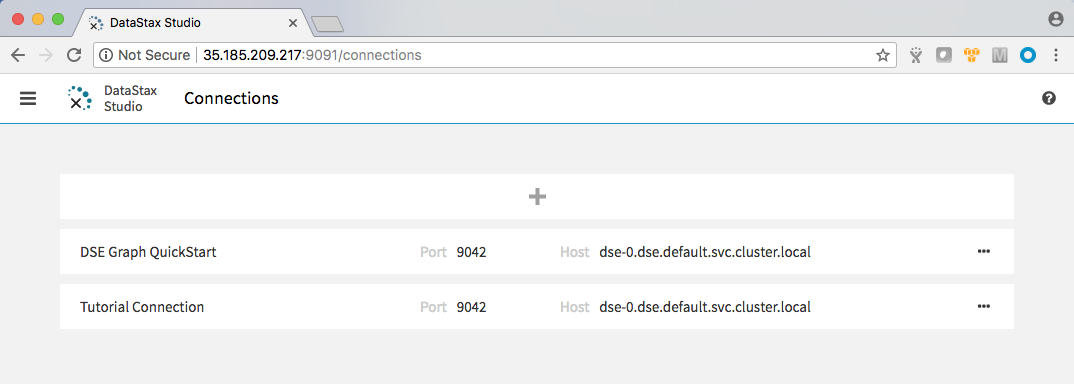 DataStax Studio
Not Secure 35.185.209.217:9091/connections
DataStax
Studio
Connections
DSE Graph QuickStart Port 9042 Host dse-0.dse.default.svc.cluster.local
Tutorial Connection Port 9042 Host dse-0.dse.default.svc.cluster.local